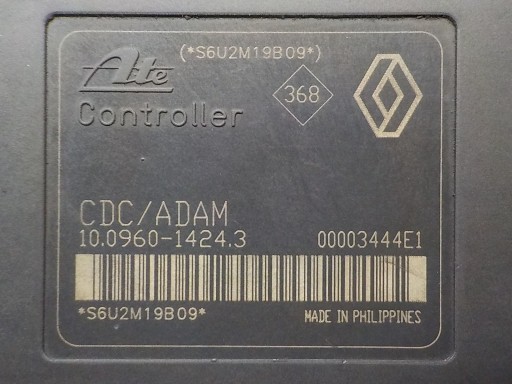 (*S6U2M19B09*)
Ate
368
Controller
CDC/ADAM
10.0960-1424.3 00003444E1
*S6U2M19B09* MADE IN PHILIPPINES